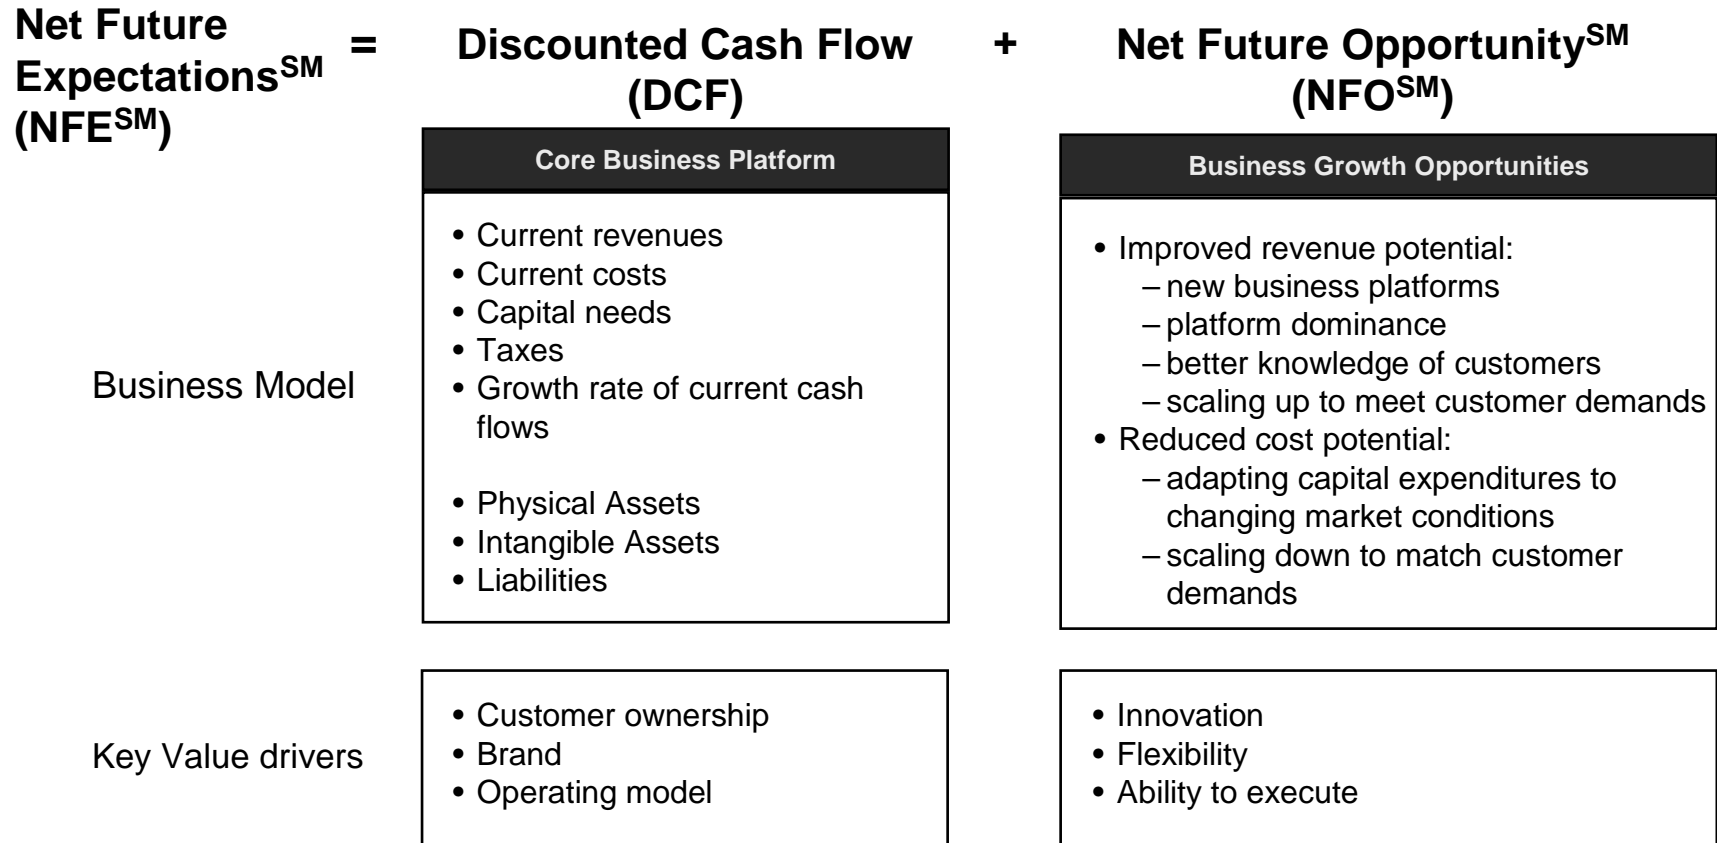 Net Future
Expectations^SM
(NFE^SM)
=
Discounted Cash Flow
(DCF)
+
Net Future Opportunity^SM
(NFO^SM)
Core Business Platform
Business Growth Opportunities
Business Model
• Current revenues
• Current costs
• Capital needs
• Taxes
• Growth rate of current cash
flows
• Physical Assets
• Intangible Assets
• Liabilities
• Improved revenue potential:
– new business platforms
– platform dominance
– better knowledge of customers
– scaling up to meet customer demands
• Reduced cost potential:
– adapting capital expenditures to
changing market conditions
– scaling down to match customer
demands
Key Value drivers
• Customer ownership
• Brand
• Operating model
• Innovation
• Flexibility
• Ability to execute